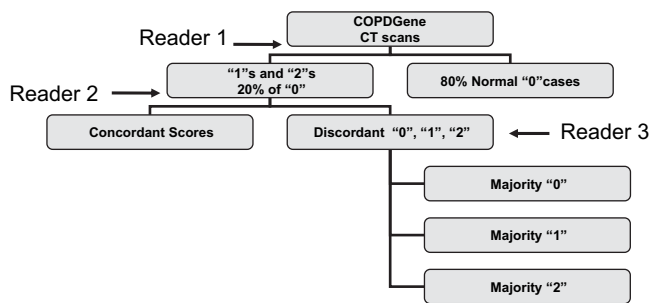 COPDGene
CT scans
Reader 1
“1”s and “2”s
20% of “0”
80% Normal “0”cases
Reader 2
Concordant Scores
Discordant “0”, “1”, “2”
Reader 3
Majority “0”
Majority “1”
Majority “2”